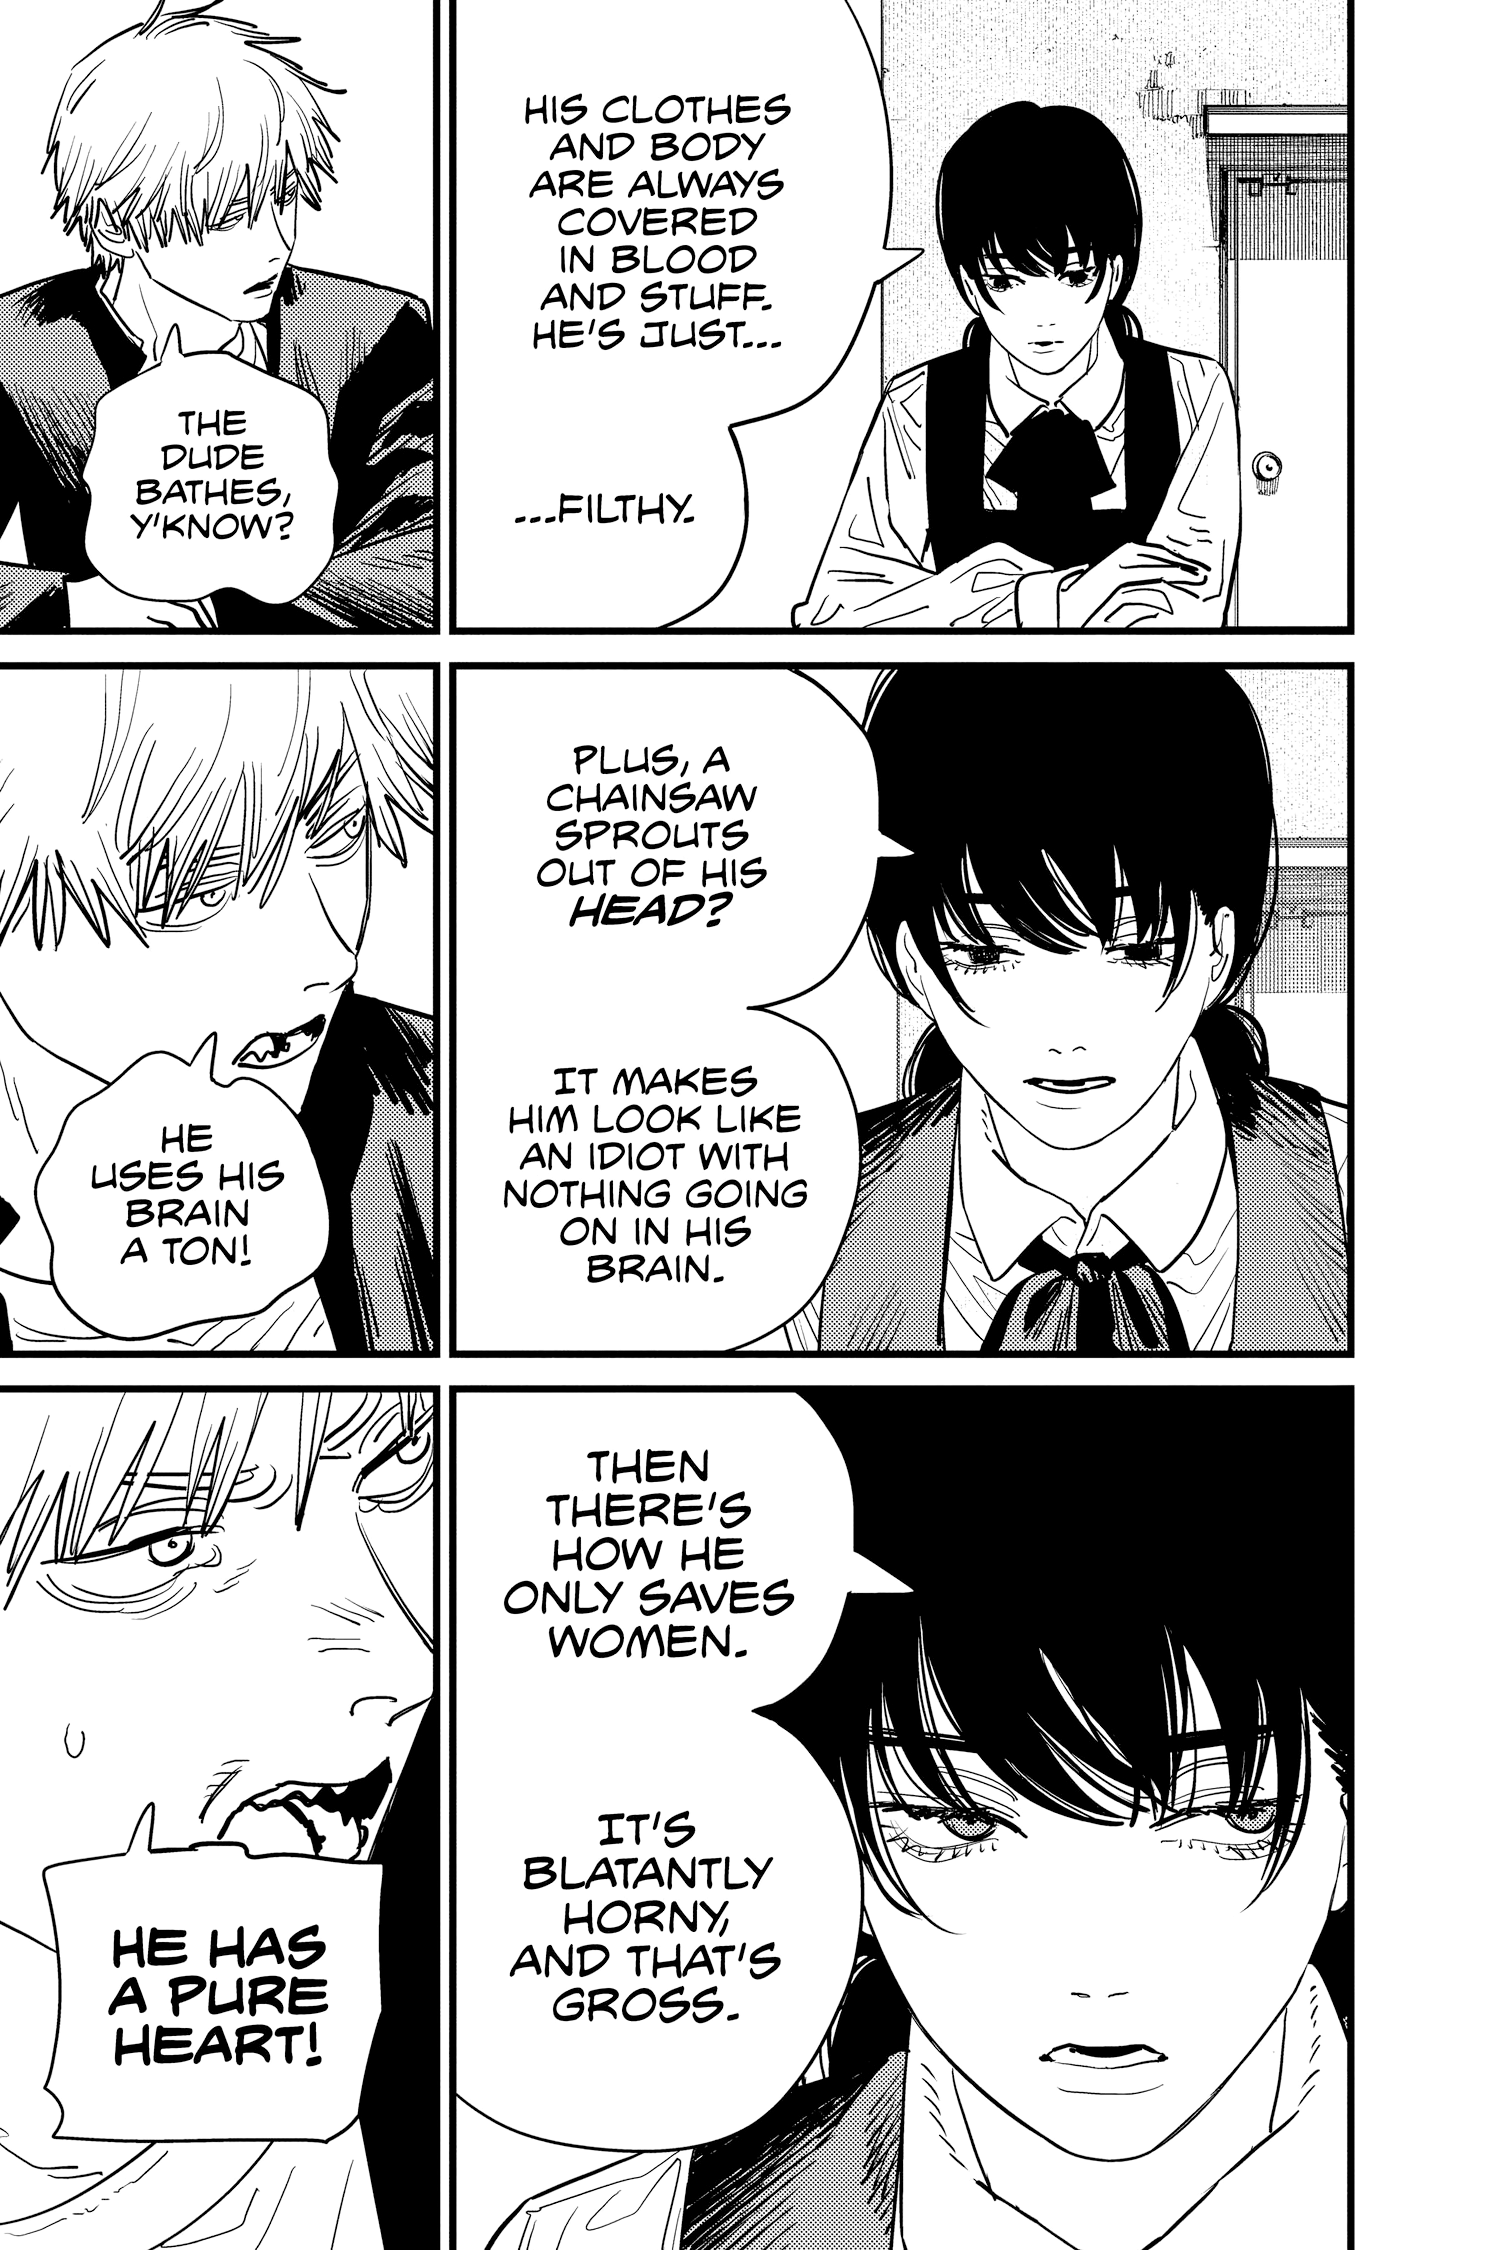 HIS CLOTHES
AND BODY
ARE ALWAYS
COVERED
IN BLOOD
AND STUFF.
HE'S JUST...
...FILTHY.
THE
DUDE
BATHES,
Y'KNOW?
PLUS, A
CHAINSAW
SPROUTS
OUT OF HIS
HEAD?
IT MAKES
HIM LOOK LIKE
AN IDIOT WITH
NOTHING GOING
ON IN HIS
BRAIN.
HE
USES HIS
BRAIN
A TON!
THEN
THERE'S
HOW HE
ONLY SAVES
WOMEN.
IT'S
BLATANTLY
HORNY,
AND THAT'S
GROSS.
HE HAS
A PURE
HEART!